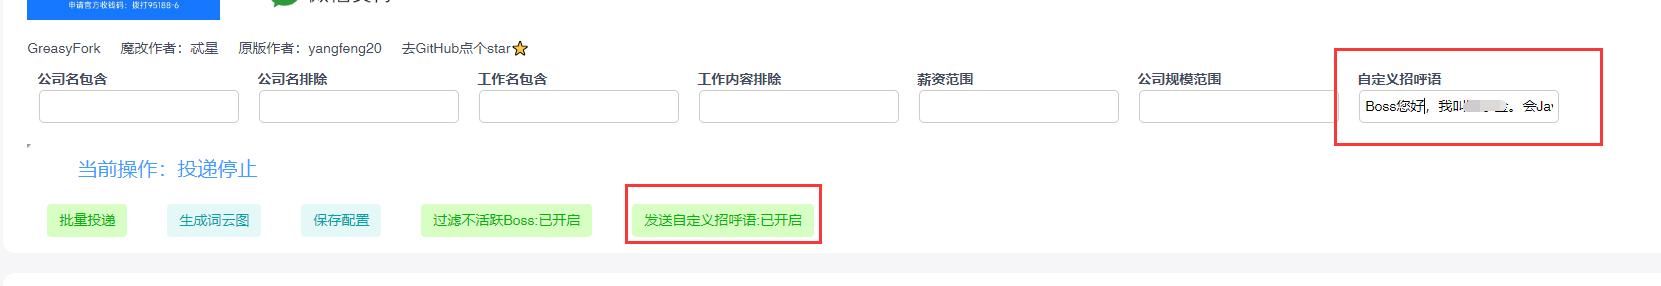 申请官方收钱码：拨打95188-6
GreasyFork 魔改作者：忒星 原版作者：yangfeng20 去GitHub点个star⭐
公司名包含 公司名排除 工作名包含 工作内容排除 薪资范围 公司规模范围 自定义招呼语
Boss您好，我叫 。会Jav
当前操作：投递停止
批量投递 生成词云图 保存配置 过滤不活跃Boss:已开启 发送自定义招呼语:已开启